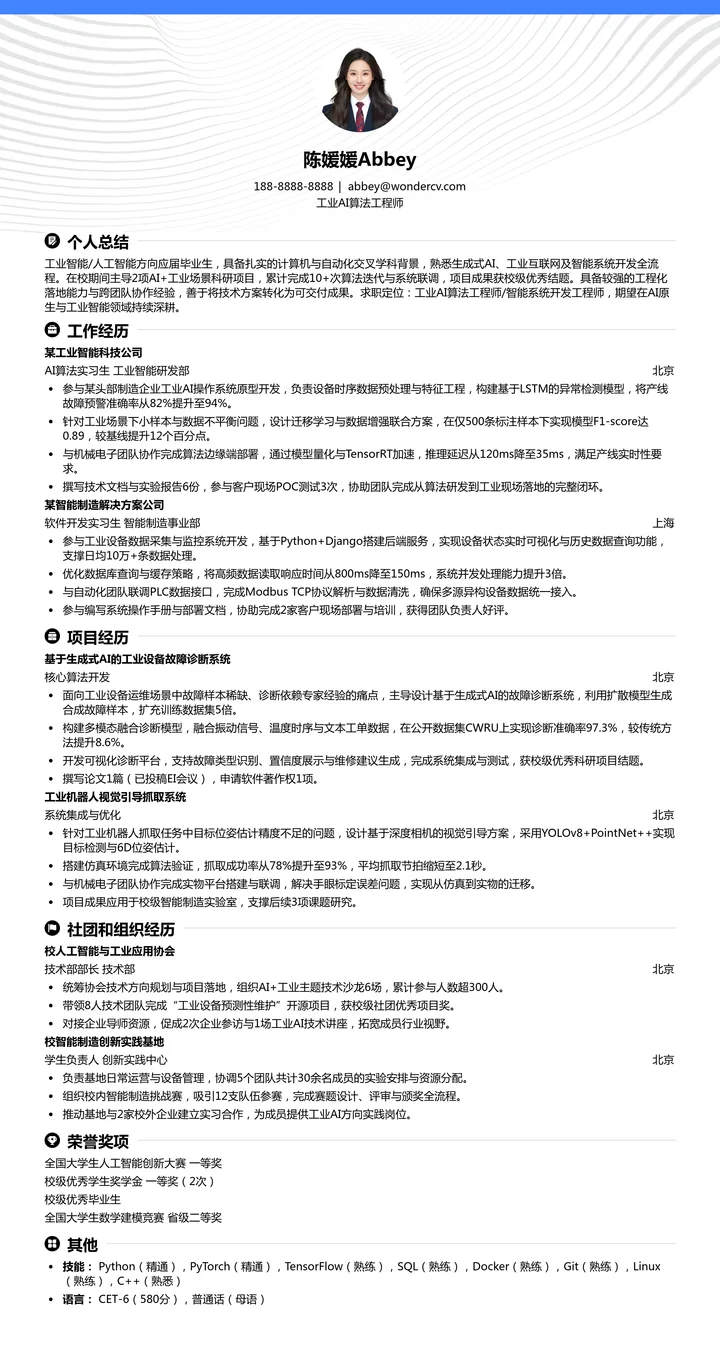 陈媛媛Abbey
188-8888-8888 | abbey@wondercv.com
工业AI算法工程师
个人总结
工业智能/人工智能方向应届毕业生，具备扎实的计算机与自动化交叉学科背景，熟悉生成式AI、工业互联网及智能系统开发全流
程。在校期间主导2项AI+工业场景科研项目，累计完成10+次算法迭代与系统联调，项目成果获校级优秀结题。具备较强的工程化
落地能力与跨团队协作经验，善于将技术方案转化为可交付成果。求职定位：工业AI算法工程师/智能系统开发工程师，期望在AI原
生与工业智能领域持续深耕。
工作经历
某工业智能科技公司
AI算法实习生 工业智能研发部 北京
• 参与某头部制造企业工业AI操作系统原型开发，负责设备时序数据预处理与特征工程，构建基于LSTM的异常检测模型，将产线
故障预警准确率从82%提升至94%。
• 针对工业场景下小样本与数据不平衡问题，设计迁移学习与数据增强联合方案，在仅500条标注样本下实现模型F1-score达
0.89，较基线提升12个百分点。
• 与机械电子团队协作完成算法边缘端部署，通过模型量化与TensorRT加速，推理延迟从120ms降至35ms，满足产线实时性要
求。
• 撰写技术文档与实验报告6份，参与客户现场POC测试3次，协助团队完成从算法研发到工业现场落地的完整闭环。
某智能制造解决方案公司
软件开发实习生 智能制造事业部 上海
• 参与工业设备数据采集与监控系统开发，基于Python+Django搭建后端服务，实现设备状态实时可视化与历史数据查询功能，
支撑日均10万+条数据处理。
• 优化数据库查询与缓存策略，将高频数据读取响应时间从800ms降至150ms，系统并发处理能力提升3倍。
• 与自动化团队联调PLC数据接口，完成Modbus TCP协议解析与数据清洗，确保多源异构设备数据统一接入。
• 参与编写系统操作手册与部署文档，协助完成2家客户现场部署与培训，获得团队负责人好评。
项目经历
基于生成式AI的工业设备故障诊断系统
核心算法开发 北京
• 面向工业设备运维场景中故障样本稀缺、诊断依赖专家经验的痛点，主导设计基于生成式AI的故障诊断系统，利用扩散模型生成
合成故障样本，扩充训练数据集5倍。
• 构建多模态融合诊断模型，融合振动信号、温度时序与文本工单数据，在公开数据集CWRU上实现诊断准确率97.3%，较传统方
法提升8.6%。
• 开发可视化诊断平台，支持故障类型识别、置信度展示与维修建议生成，完成系统集成与测试，获校级优秀科研项目结题。
• 撰写论文1篇（已投稿EI会议），申请软件著作权1项。
工业机器人视觉引导抓取系统
系统集成与优化 北京
• 针对工业机器人抓取任务中目标位姿估计精度不足的问题，设计基于深度相机的视觉引导方案，采用YOLOv8+PointNet++实现
目标检测与6D位姿估计。
• 搭建仿真环境完成算法验证，抓取成功率从78%提升至93%，平均抓取节拍缩短至2.1秒。
• 与机械电子团队协作完成实物平台搭建与联调，解决手眼标定误差问题，实现从仿真到实物的迁移。
• 项目成果应用于校级智能制造实验室，支撑后续3项课题研究。
社团和组织经历
校人工智能与工业应用协会
技术部部长 技术部 北京
• 统筹协会技术方向规划与项目落地，组织AI+工业主题技术沙龙6场，累计参与人数超300人。
• 带领8人技术团队完成“工业设备预测性维护”开源项目，获校级社团优秀项目奖。
• 对接企业导师资源，促成2次企业参访与1场工业AI技术讲座，拓宽成员行业视野。
校智能制造创新实践基地
学生负责人 创新实践中心 北京
• 负责基地日常运营与设备管理，协调5个团队共计30余名成员的实验安排与资源分配。
• 组织校内智能制造挑战赛，吸引12支队伍参赛，完成赛题设计、评审与颁奖全流程。
• 推动基地与2家校外企业建立实习合作，为成员提供工业AI方向实践岗位。
荣誉奖项
全国大学生人工智能创新大赛 一等奖
校级优秀学生奖学金 一等奖（2次）
校级优秀毕业生
全国大学生数学建模竞赛 省级二等奖
其他
• 技能： Python（精通），PyTorch（精通），TensorFlow（熟练），SQL（熟练），Docker（熟练），Git（熟练），Linux
（熟练），C++（熟悉）
• 语言： CET-6（580分），普通话（母语）